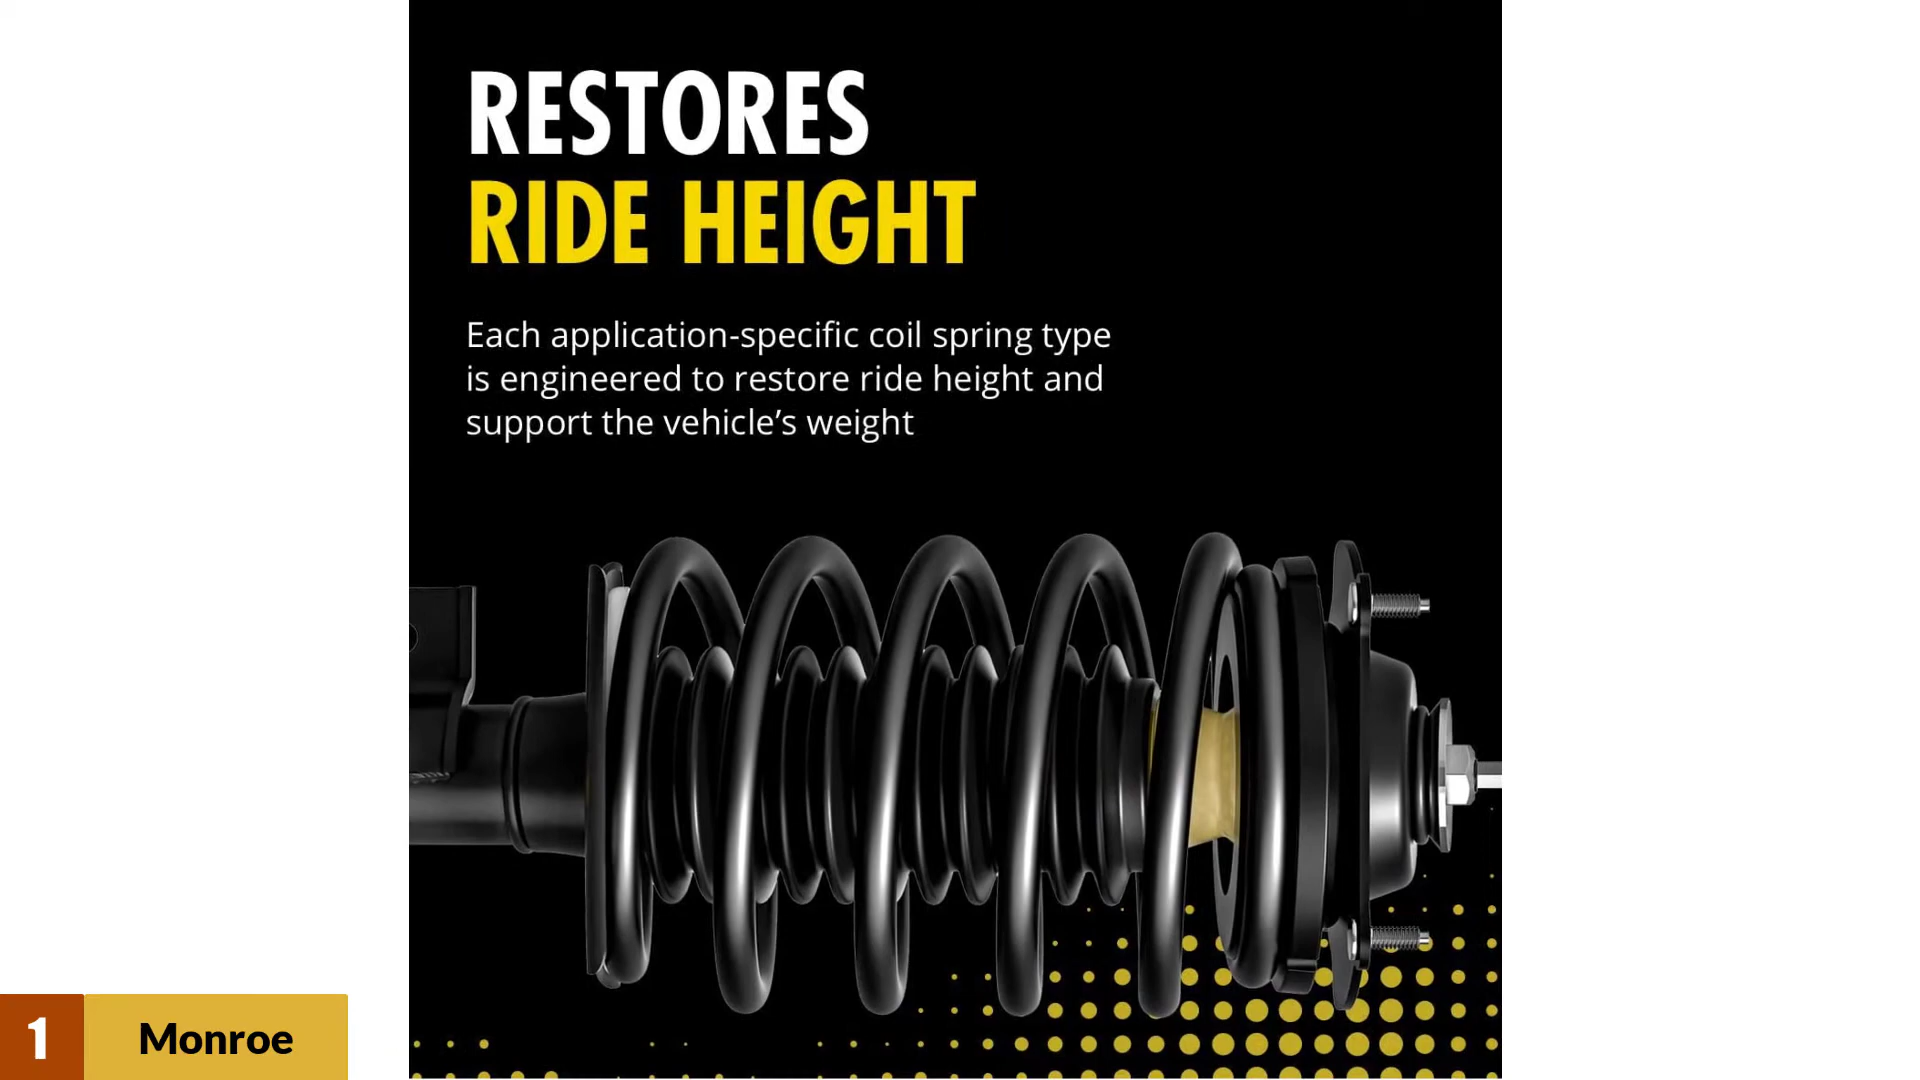 RESTORES
RIDE HEIGHT
Each application-specific coil spring type
is engineered to restore ride height and
support the vehicle’s weight
1 Monroe